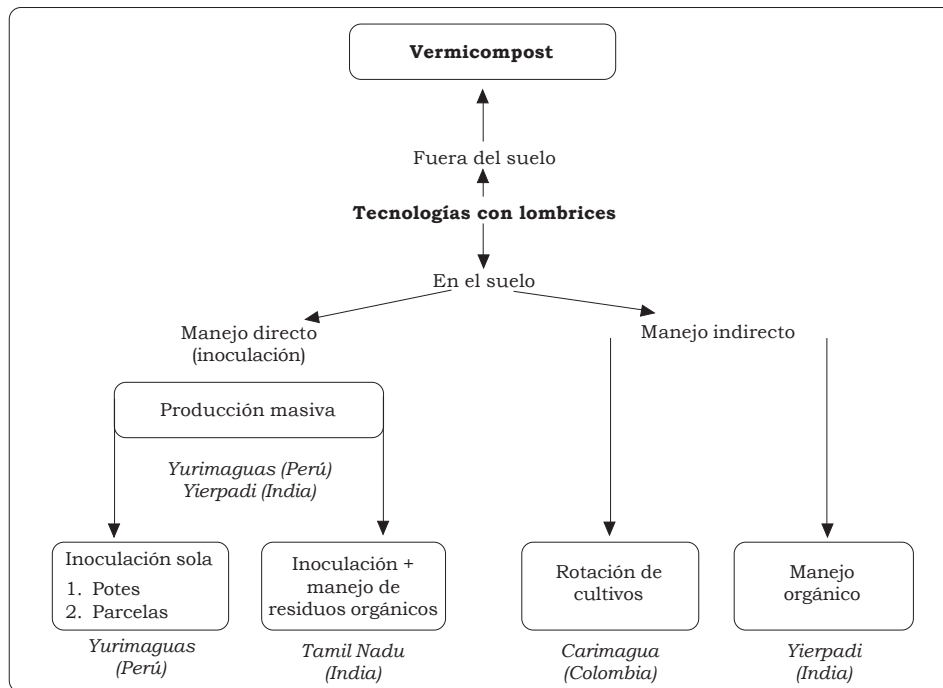 Vermicompost
Fuera del suelo
Tecnologías con lombrices
En el suelo
Manejo directo
(inoculación)
Manejo indirecto
Producción masiva
Yurimaguas (Perú)
Yierpadi (India)
Inoculación sola
1. Potes
2. Parcelas
Yurimaguas
(Perú)
Inoculación +
manejo de
residuos orgánicos
Tamil Nadu
(India)
Rotación de
cultivos
Carimagua
(Colombia)
Manejo
orgánico
Yierpadi
(India)